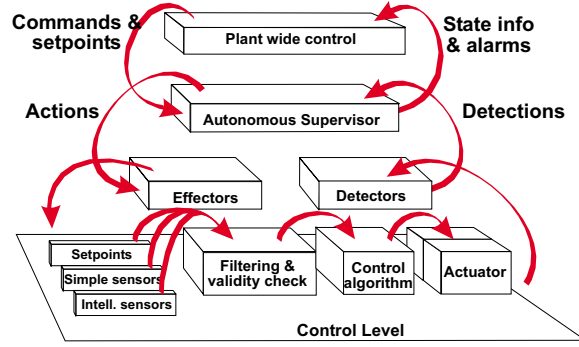 Commands &
setpoints
Plant wide control
State info
& alarms
Actions
Autonomous Supervisor
Detections
Effectors
Detectors
Setpoints
Simple sensors
Intell. sensors
Filtering &
validity check
Control
algorithm
Actuator
Control Level